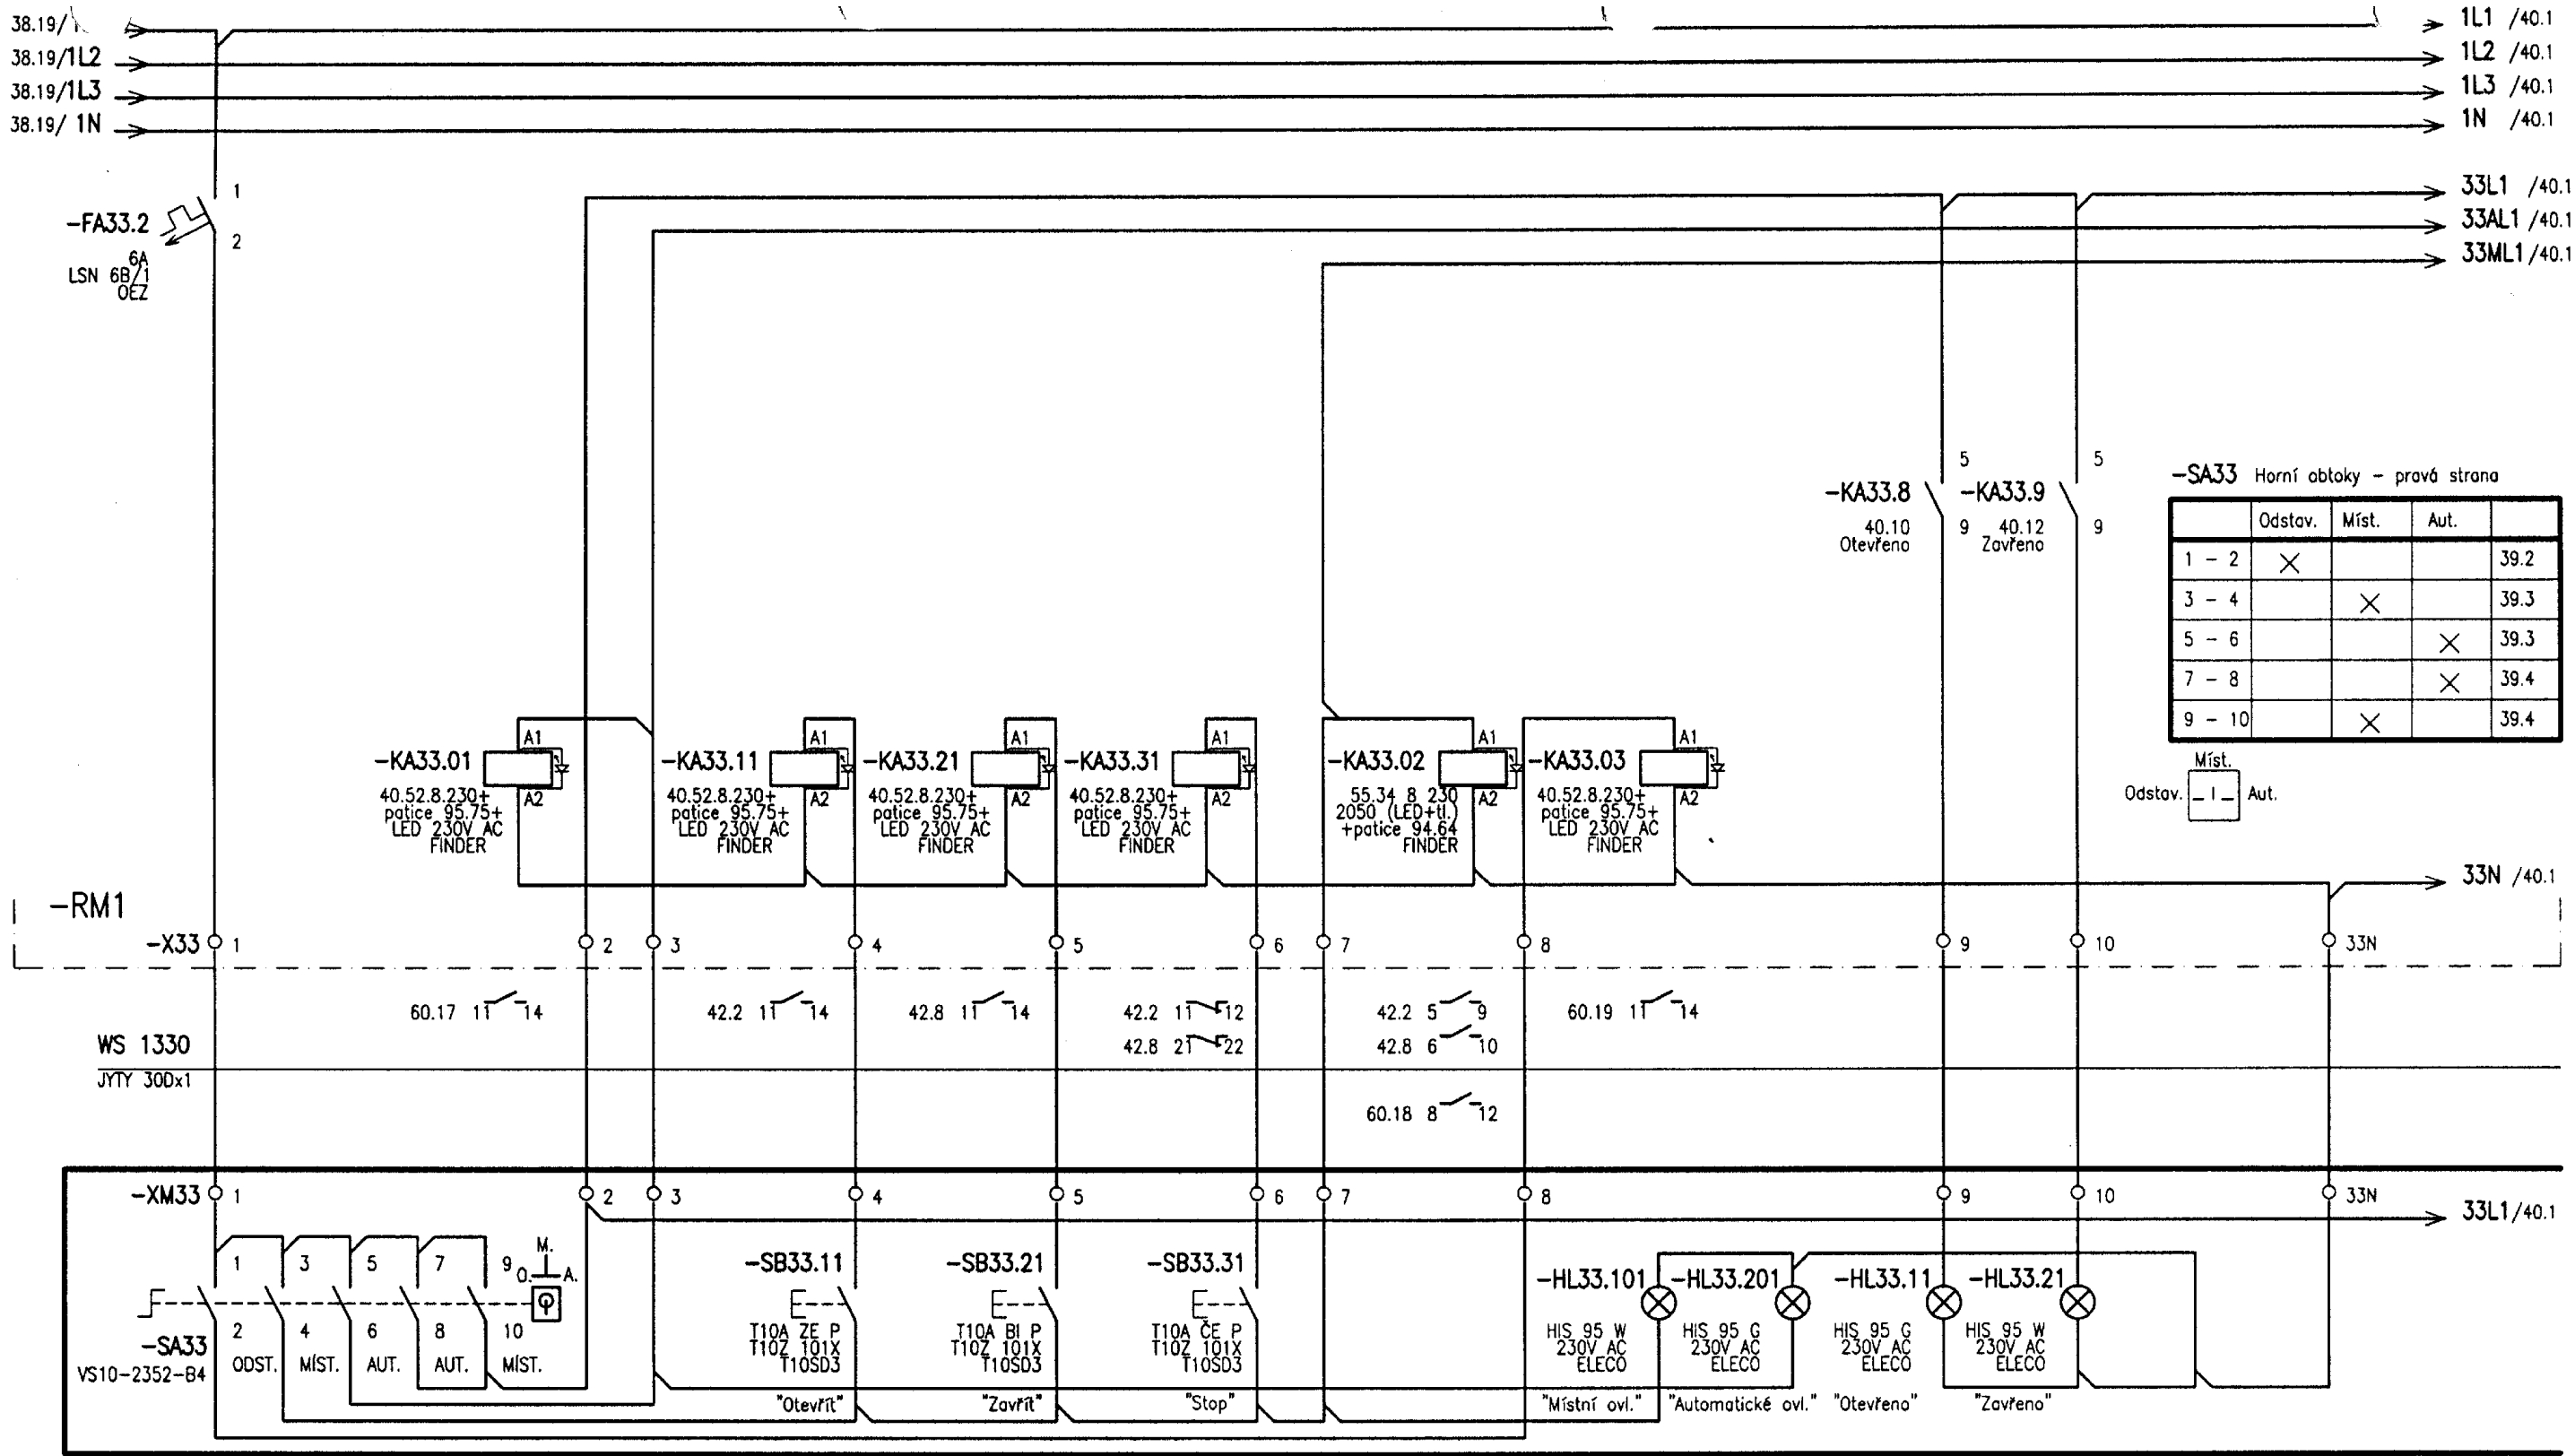 38.19/1
1L1 /40.1
38.19/1L2
1L2 /40.1
38.19/1L3
1L3 /40.1
38.19/ 1N
1N /40.1
33L1 /40.1
33AL1 /40.1
33ML1 /40.1
1
-FA33.2
2
6A
LSN 6B/1
OEZ
5
5
-KA33.8
-KA33.9
40.10
9
40.12
9
Otevřeno
Zavřeno
-SA33 Horní obtoky - pravá strana
Odstav. Míst. Aut.
1 - 2 39.2
3 - 4 39.3
5 - 6 39.3
7 - 8 39.4
9 - 10 39.4
Míst.
Odstav. Aut.
A1
-KA33.01
A2
40.52.8.230+
patice 95.75+
LED 230V AC
FINDER
A1
-KA33.11
A2
40.52.8.230+
patice 95.75+
LED 230V AC
FINDER
A1
-KA33.21
A2
40.52.8.230+
patice 95.75+
LED 230V AC
FINDER
A1
-KA33.31
A2
40.52.8.230+
patice 95.75+
LED 230V AC
FINDER
A1
-KA33.02
A2
55.34 8 230
2050 (LED+tl.)
+patice 94.64
FINDER
A1
-KA33.03
A2
40.52.8.230+
patice 95.75+
LED 230V AC
FINDER
33N /40.1
-RM1
-X33 1 2 3 4 5 6 7 8 9 10 33N
60.17 11 14
42.2 11 14
42.8 11 14
42.2 11 12
42.2 5 9
60.19 11 14
42.8 21 22
42.8 6 10
60.18 8 12
WS 1330
JYTY 30Dx1
-XM33 1 2 3 4 5 6 7 8 9 10 33N
33L1/40.1
1 3 5 7 9
M.
O. A.
2 4 6 8 10
-SA33
VS10-2352-B4
ODST. MÍST. AUT. AUT. MÍST.
-SB33.11
T10A ZE P
T10Z 101X
T10SD3
"Otevřít"
-SB33.21
T10A BI P
T10Z 101X
T10SD3
"Zavřít"
-SB33.31
T10A ČE P
T10Z 101X
T10SD3
"Stop"
-HL33.101
HIS 95 W
230V AC
ELECO
"Místní ovl."
-HL33.201
HIS 95 G
230V AC
ELECO
"Automatické ovl."
-HL33.11
HIS 95 G
230V AC
ELECO
"Otevřeno"
-HL33.21
HIS 95 W
230V AC
ELECO
"Zavřeno"